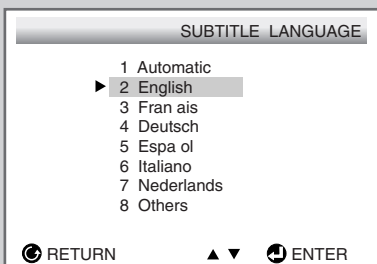 SUBTITLE LANGUAGE
1 Automatic
▶ 2 English
3 Fran ais
4 Deutsch
5 Espa ol
6 Italiano
7 Nederlands
8 Others
RETURN ▲ ▼ ENTER